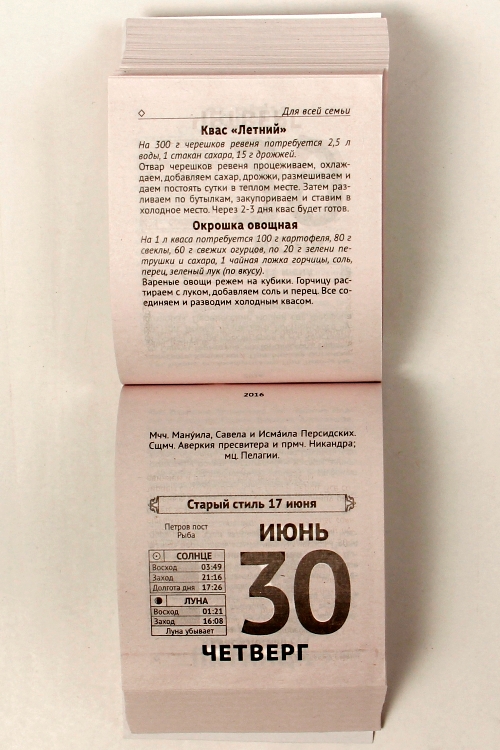 Для всей семьи
Квас «Летний»
На 300 г черешков ревеня потребуется 2,5 л
воды, 1 стакан сахара, 15 г дрожжей.
Отвар черешков ревеня процеживаем, охлаж-
даем, добавляем сахар, дрожжи, размешиваем и
даем постоять сутки в теплом месте. Затем раз-
ливаем по бутылкам, закупориваем и ставим в
холодное место. Через 2-3 дня квас будет готов.
Окрошка овощная
На 1 л кваса потребуется 100 г картофеля, 80 г
свеклы, 60 г свежих огурцов, по 20 г зелени пе-
трушки и сахара, 1 чайная ложка горчицы, соль,
перец, зеленый лук (по вкусу).
Вареные овощи режем на кубики. Горчицу рас-
тираем с луком, добавляем соль и перец. Все со-
единяем и разводим холодным квасом.
2016
Мчч. Мануи́ла, Савела и Исма́ила Персидских.
Сщмч. Аверкия пресвитера и прмч. Никандра;
мц. Пелагии.
Старый стиль 17 июня
Петров пост
Рыба
ИЮНЬ
СОЛНЦЕ
Восход 03:49
Заход 21:16
Долгота дня 17:26
ЛУНА
Восход 01:21
Заход 16:08
Луна убывает
30
ЧЕТВЕРГ